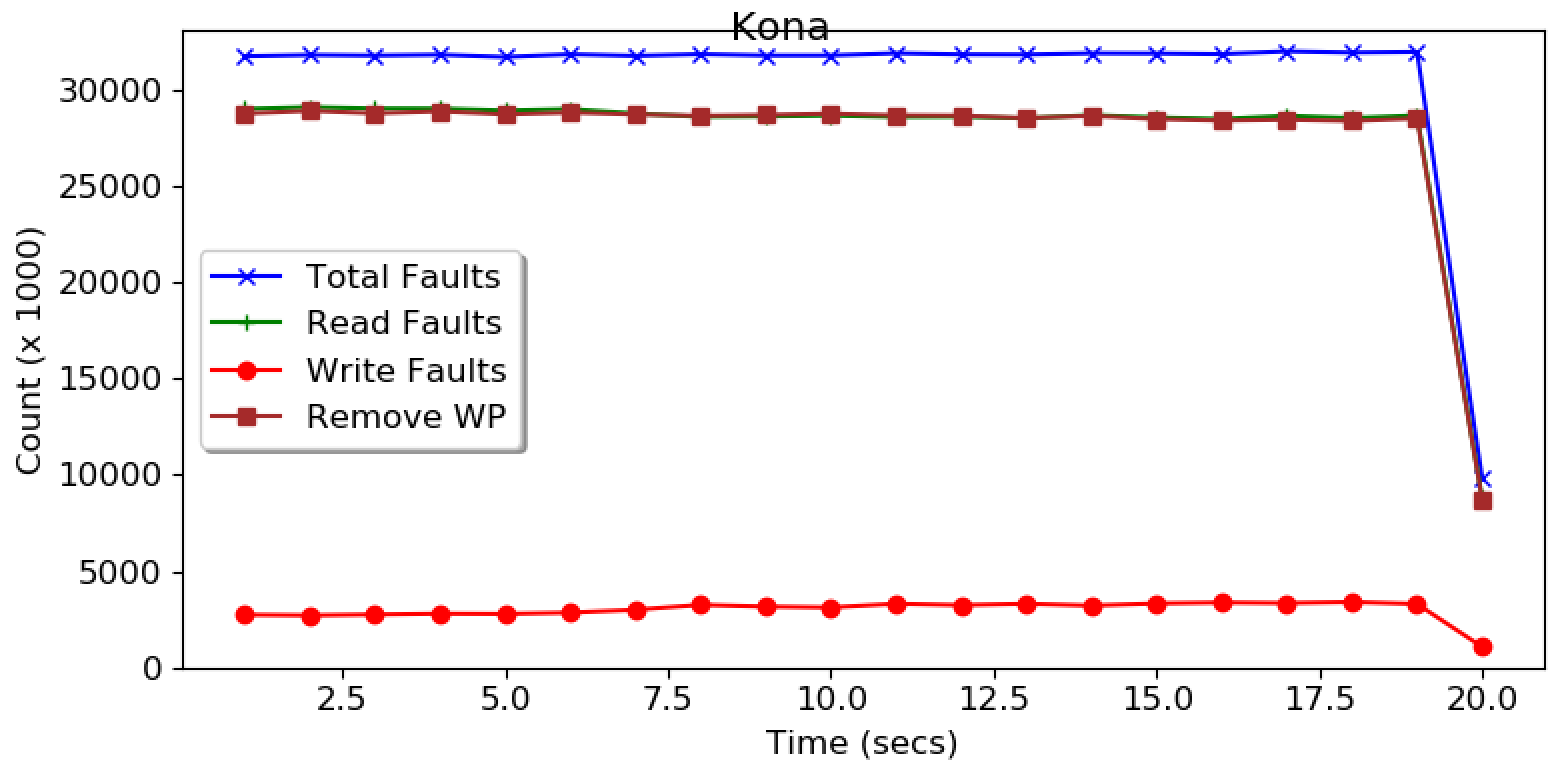 Kona
30000
25000
20000
15000
10000
5000
0
Count (x 1000)
Total Faults
Read Faults
Write Faults
Remove WP
2.5 5.0 7.5 10.0 12.5 15.0 17.5 20.0
Time (secs)